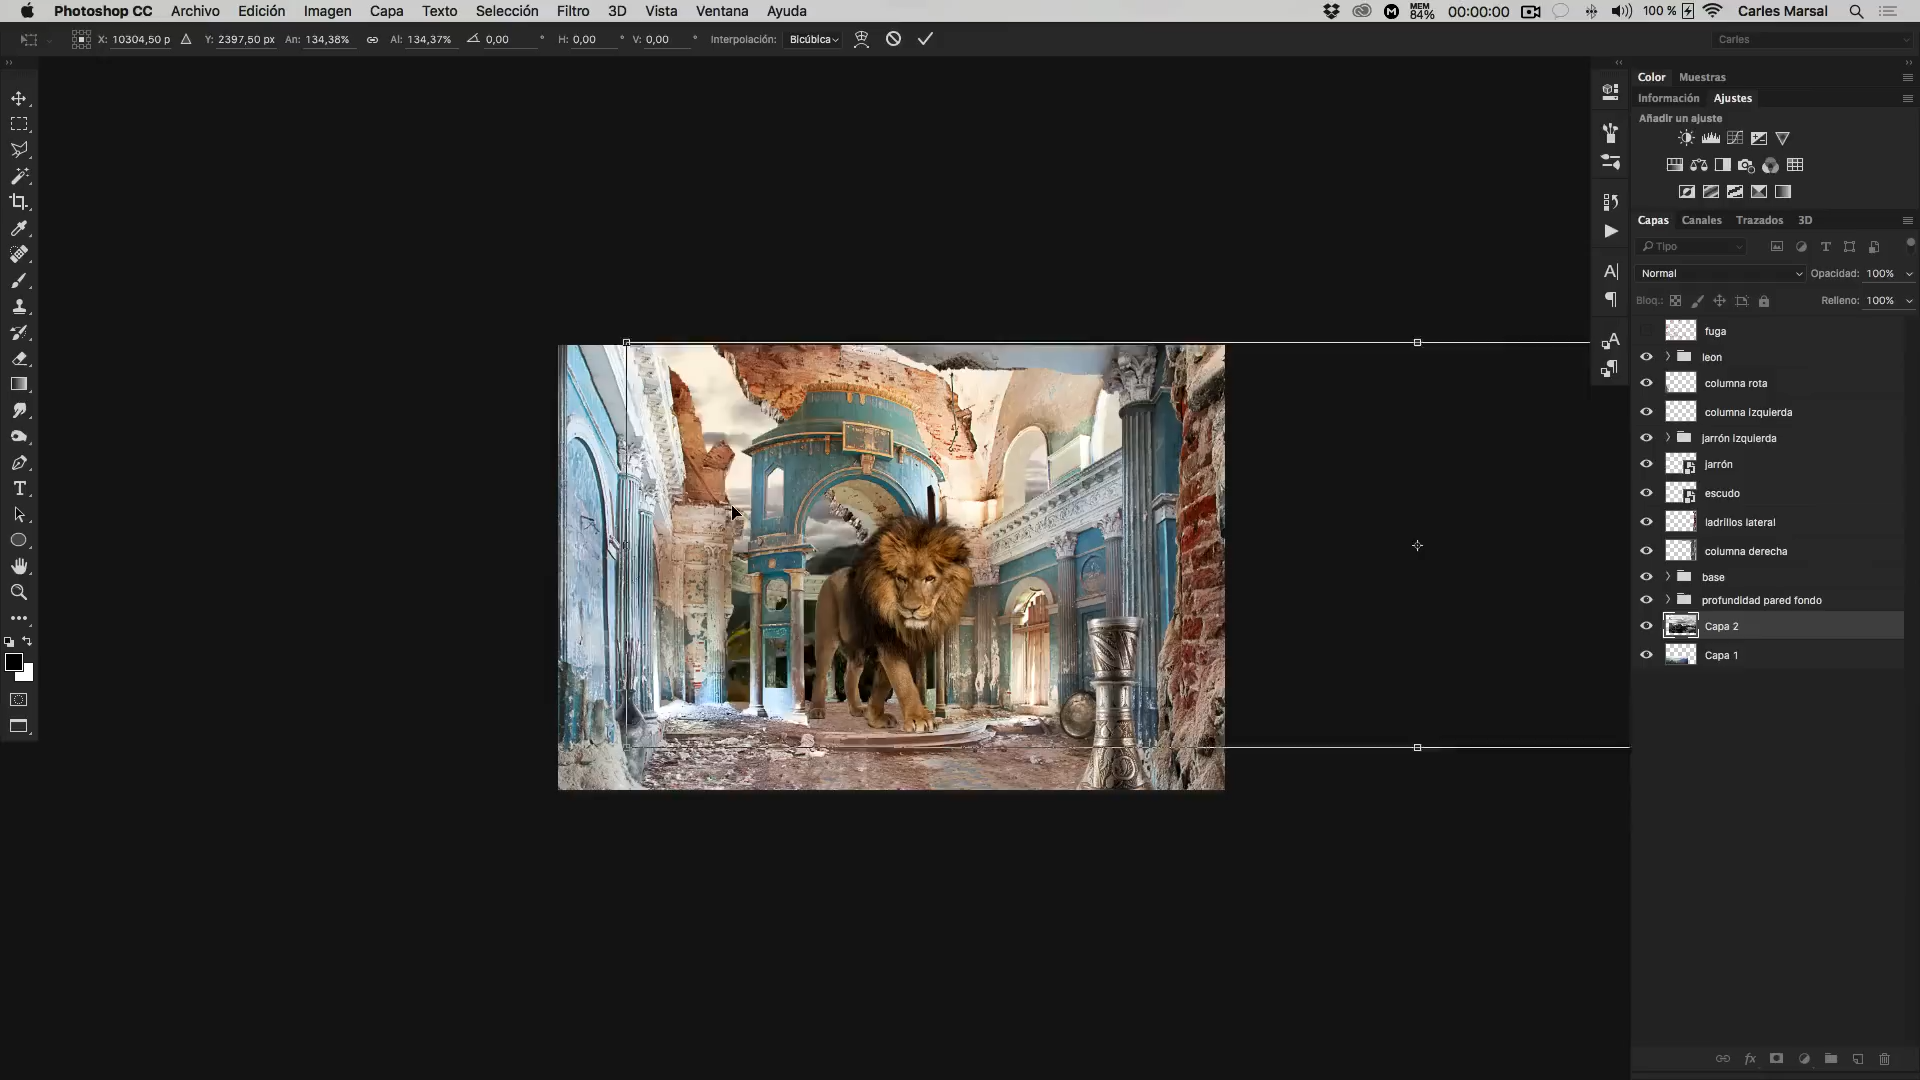 Photoshop CC Archivo Edición Imagen Capa Texto Selección Filtro 3D Vista Ventana Ayuda MEM 84% 00:00:00 100 % Carles Marsal
X: 10304,50 p Y: 2397,50 px An: 134,38% Al: 134,37% 0,00 ° H: 0,00 ° V: 0,00 ° Interpolación: Bicúbica Carles
Color Muestras
Información Ajustes
Añadir un ajuste
Capas Canales Trazados 3D
Tipo
Normal Opacidad: 100%
Bloq.: Relleno: 100%
fuga
leon
columna rota
columna izquierda
jarrón izquierda
jarrón
escudo
ladrillos lateral
columna derecha
base
profundidad pared fondo
Capa 2
Capa 1